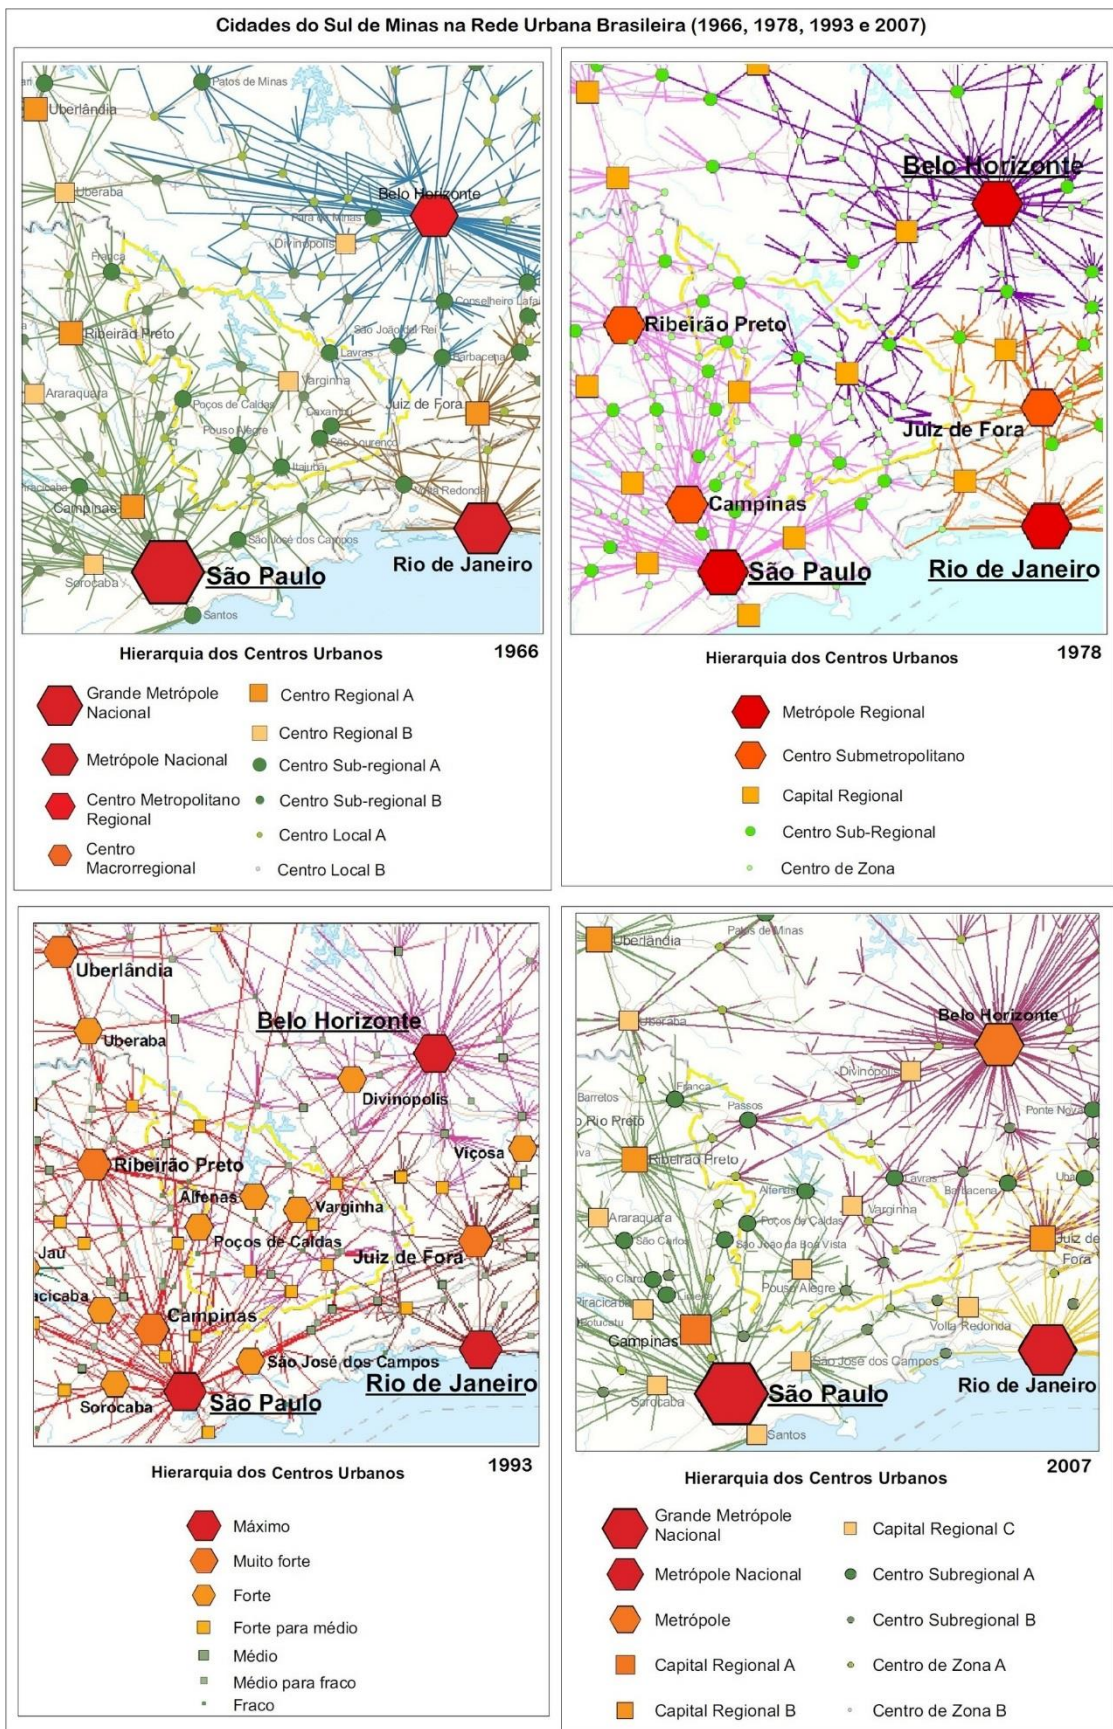 Cidades do Sul de Minas na Rede Urbana Brasileira (1966, 1978, 1993 e 2007)
Patos de Minas
Uberlândia
Uberaba
Belo Horizonte
Pará de Minas
Divinópolis
Franca
Conselheiro Lafai
Ribeirão Preto
São João del Rei
Lavras
Barbacena
Araraquara
Varginha
Poços de Caldas
Caxambu
Juiz de Fora
Pouso Alegre
São Lourenço
Itajubá
Piracicaba
Volta Redonda
Campinas
São José dos Campos
Rio de Janeiro
São Paulo
Sorocaba
Santos
Hierarquia dos Centros Urbanos
1966
Grande Metrópole
Nacional
Metrópole Nacional
Centro Metropolitano
Regional
Centro
Macrorregional
Centro Regional A
Centro Regional B
Centro Sub-regional A
Centro Sub-regional B
Centro Local A
Centro Local B
Belo Horizonte
Ribeirão Preto
Juiz de Fora
Campinas
São Paulo
Rio de Janeiro
Hierarquia dos Centros Urbanos
1978
Metrópole Regional
Centro Submetropolitano
Capital Regional
Centro Sub-Regional
Centro de Zona
Uberlândia
Belo Horizonte
Uberaba
Divinópolis
Viçosa
Ribeirão Preto
Alfenas
Varginha
Poços de Caldas
Jaú
Juiz de Fora
acicicaba
Campinas
São José dos Campos
Rio de Janeiro
Sorocaba
São Paulo
Hierarquia dos Centros Urbanos
1993
Máximo
Muito forte
Forte
Forte para médio
Médio
Médio para fraco
Fraco
Patos de Minas
Uberlândia
Belo Horizonte
Uberaba
Divinópolis
Franca
Barretos
Passos
Ponte Nova
o Rio Preto
Ribeirão Preto
Alfenas
Lavras
Barbacena
Ubá
Araraquara
Varginha
Poços de Caldas
São Carlos
São João da Boa Vista
Juiz de
Fora
Rio Claro
Pouso Alegre
Limeira
Piracicaba
Botucatu
Volta Redonda
Campinas
São José dos Campos
Rio de Janeiro
São Paulo
Sorocaba
Santos
Hierarquia dos Centros Urbanos
2007
Grande Metrópole
Nacional
Metrópole Nacional
Metrópole
Capital Regional A
Capital Regional B
Capital Regional C
Centro Subregional A
Centro Subregional B
Centro de Zona A
Centro de Zona B